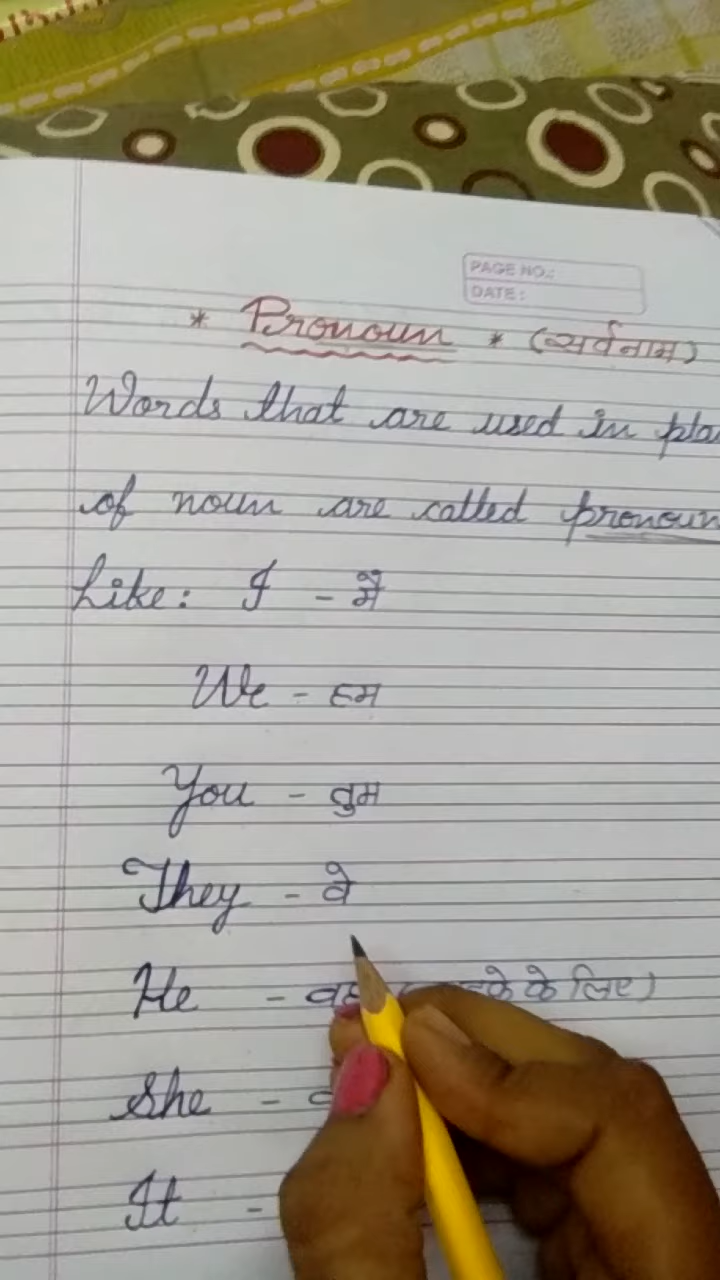 PAGE NO.:
DATE:
* Pronoun * (सर्वनाम)
Words that are used in
of noun are called pronoun
Like: I - मैं
We - हम
You - तुम
They - वे
He - वह के लिए)
She -
It -